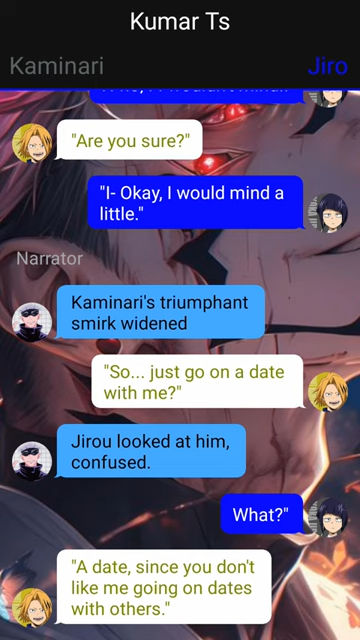 Kumar Ts
Kaminari
Jiro
"Are you sure?"
"I- Okay, I would mind a
little."
Narrator
Kaminari's triumphant
smirk widened
"So... just go on a date
with me?"
Jirou looked at him,
confused.
What?"
"A date, since you don't
like me going on dates
with others."